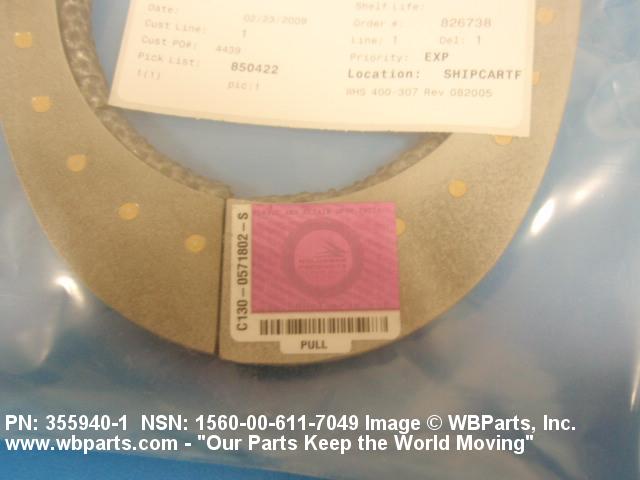 Shelf Life:
Date: 02/23/2009
Order #: 826738
Cust Line: 1
Line: 1 Del: 1
Cust PO#: 4439
Priority: EXP
Pick List: 850422
Location: SHIPCARTF
1(1) pic:1
WHS 400-307 Rev 082005
C130-0571802-S
PULL
PN: 355940-1 NSN: 1560-00-611-7049 Image © WBParts, Inc.
www.wbparts.com - "Our Parts Keep the World Moving"